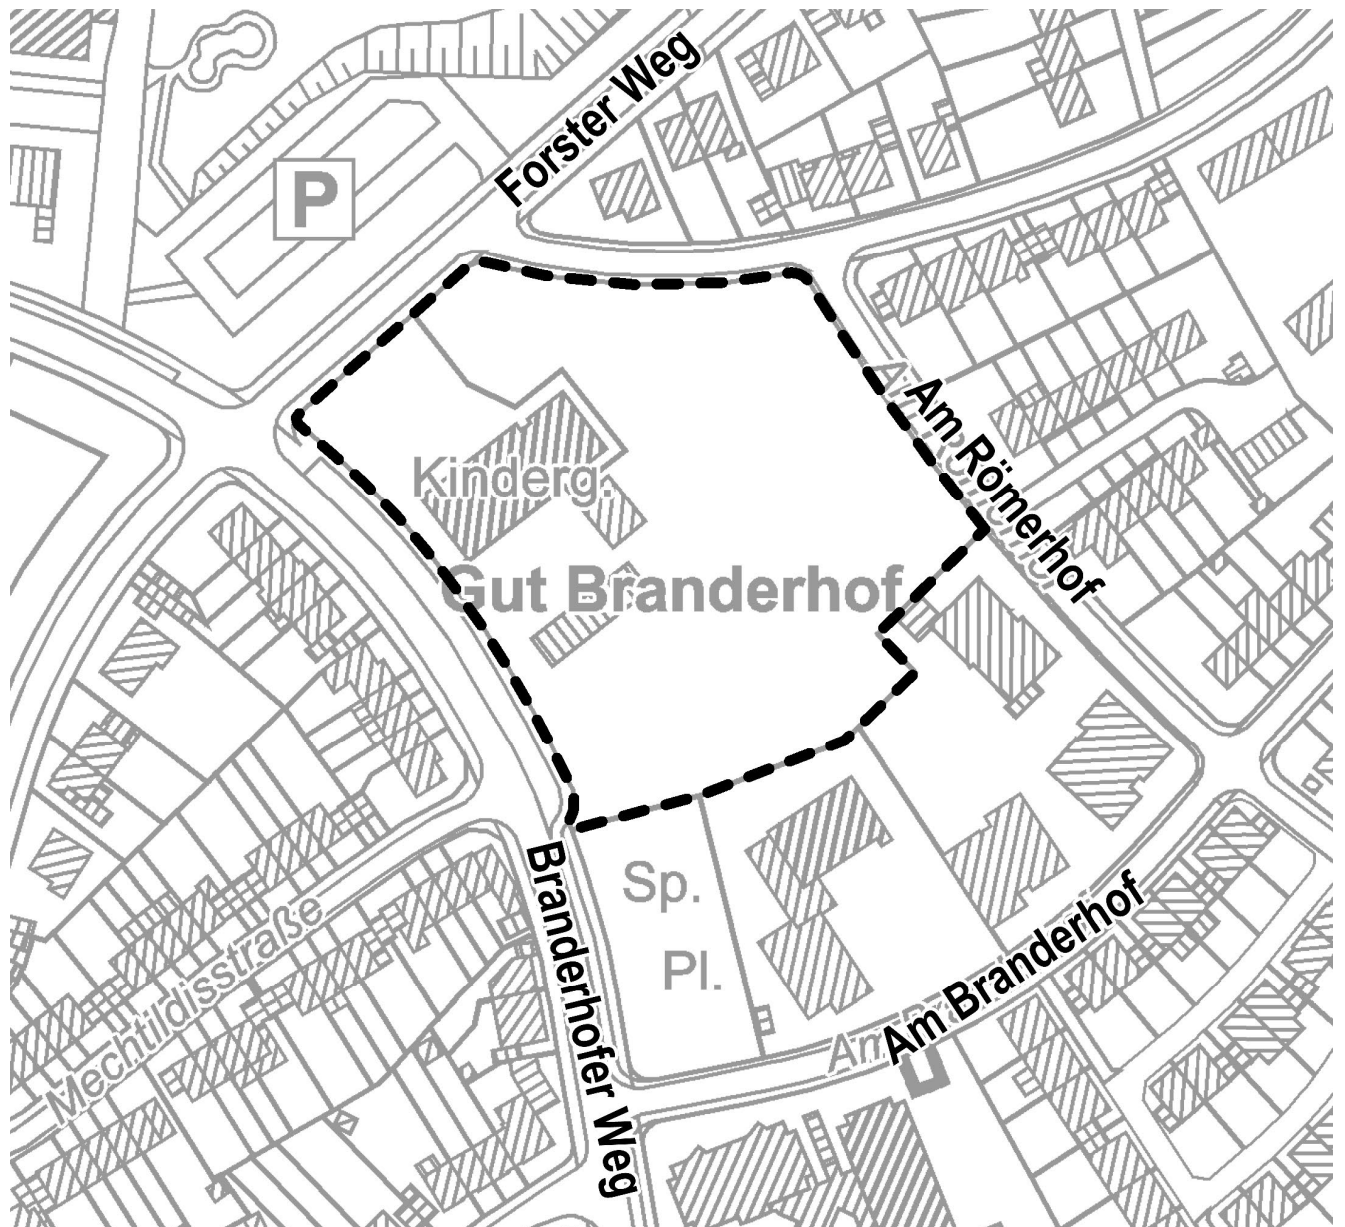 Forster Weg
P
Am Römerhof
Kinderg.
Gut Branderhof
Sp.
Pl.
Branderhofer Weg
Mechtildisstraße
Am Branderhof